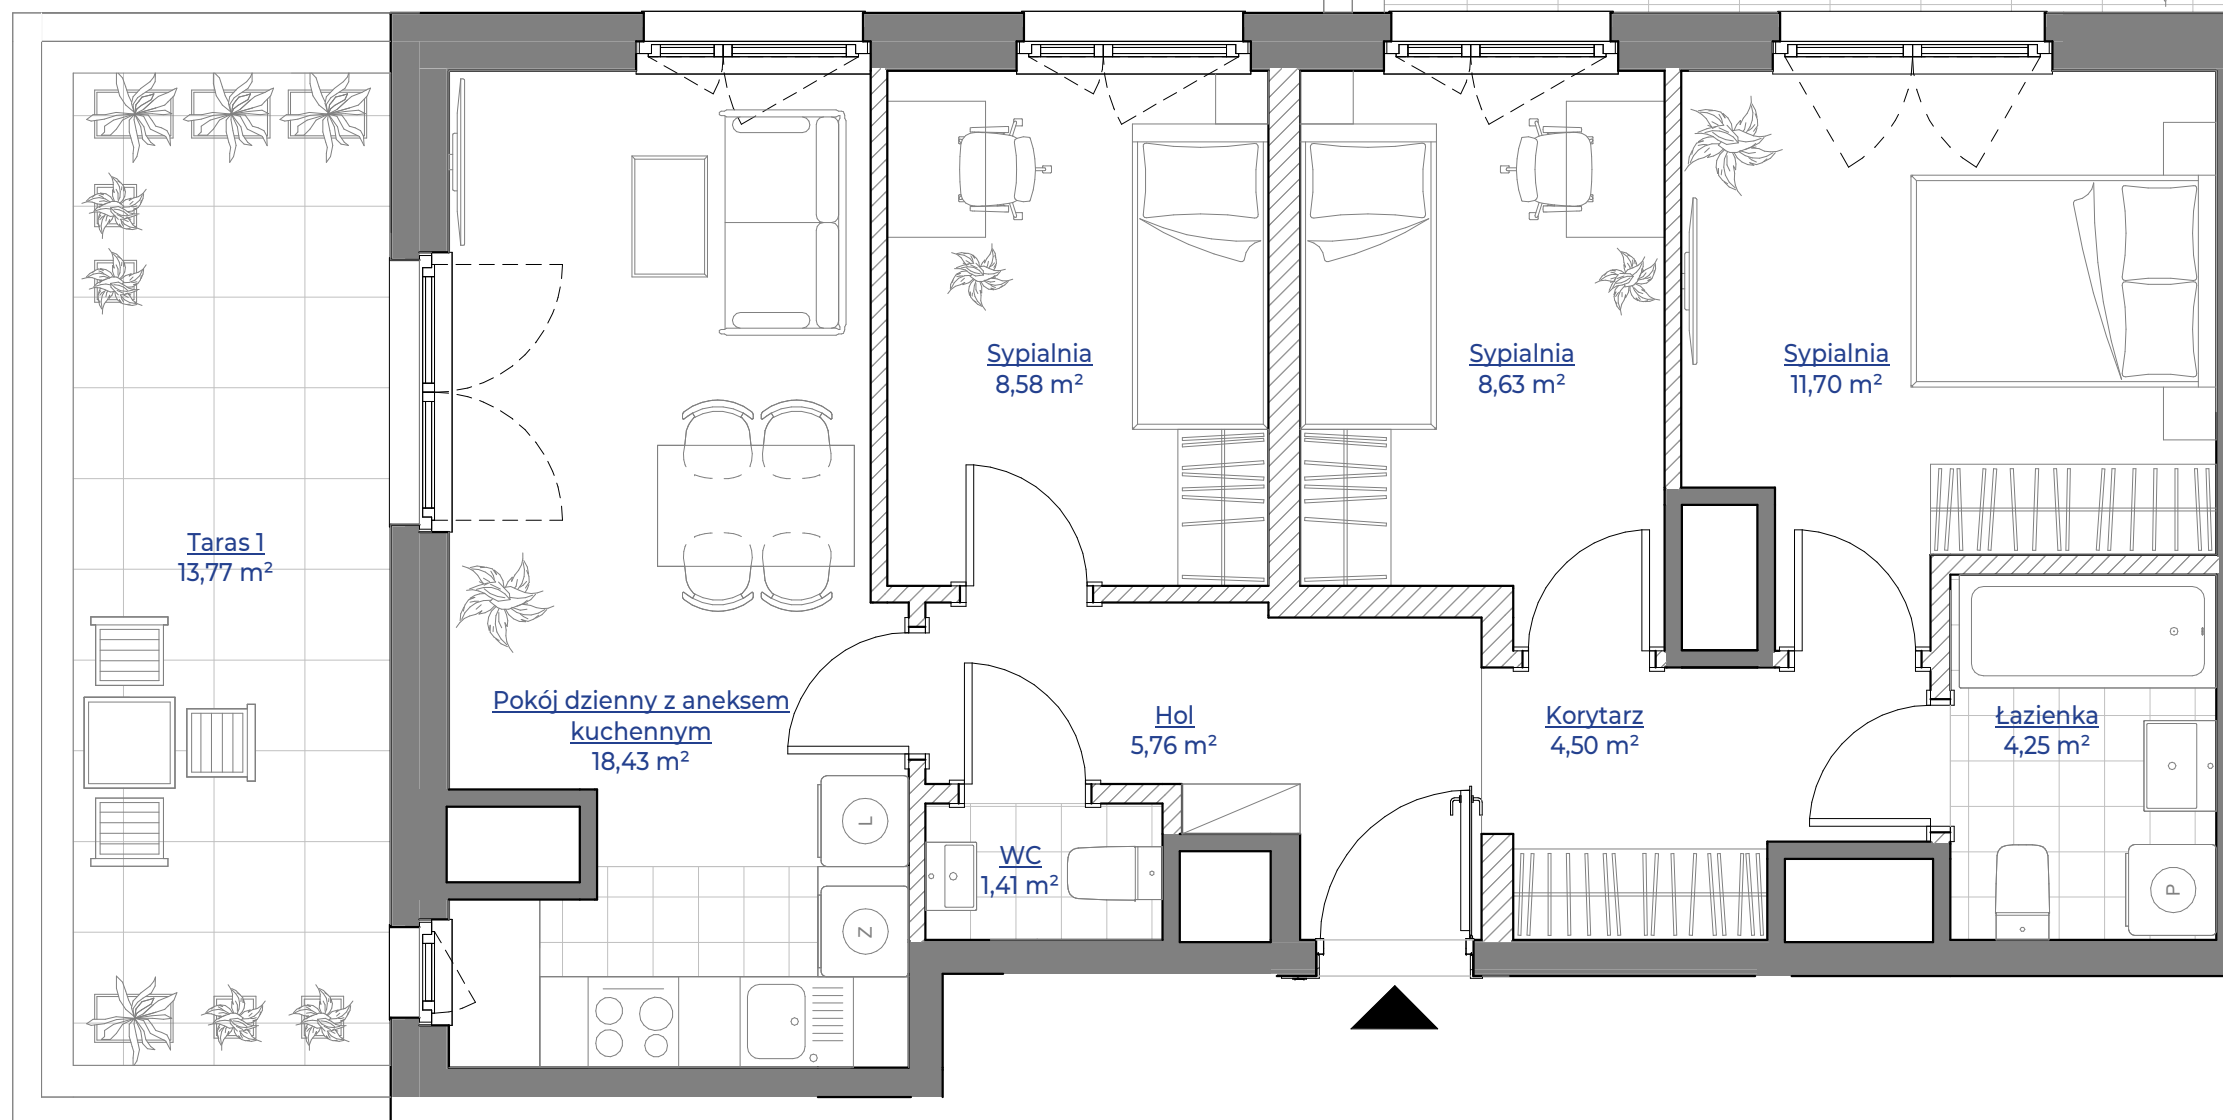 Sypialnia
8,58 m²
Sypialnia
8,63 m²
Sypialnia
11,70 m²
Taras 1
13,77 m²
Pokój dzienny z aneksem
kuchennym
18,43 m²
Hol
5,76 m²
Korytarz
4,50 m²
Łazienka
4,25 m²
L
WC
1,41 m²
P
Z